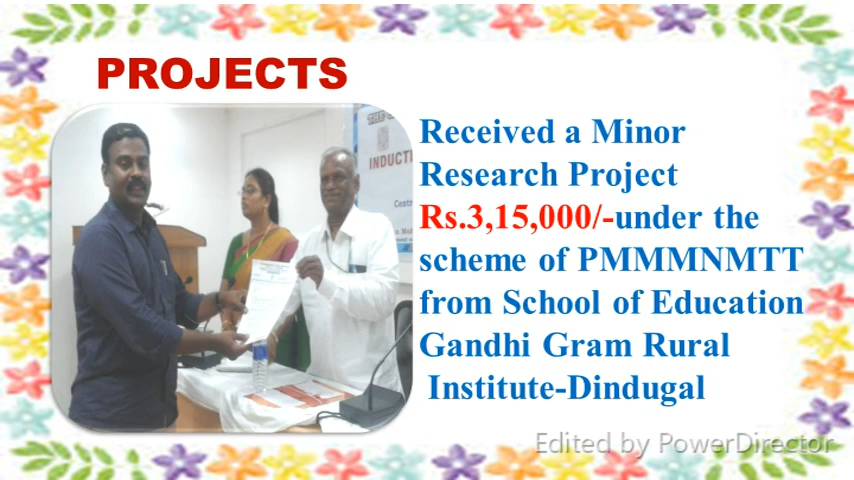 PROJECTS
Received a Minor
Research Project
Rs.3,15,000/-under the
scheme of PMMMNMTT
from School of Education
Gandhi Gram Rural
Institute-Dindugal
INDUCTI
Centr
Edited by PowerDirector